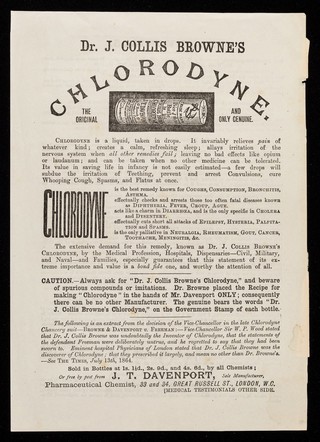 Dr. J. COLLIS BROWNE'S
CHLORODYNE.
THE
ORIGINAL
AND
ONLY GENUINE.
CHLORODYNE is a liquid, taken in drops. It invariably relieves pain of
whatever kind; creates a calm, refreshing sleep; allays irritation of the
nervous system when all other remedies fail; leaving no bad effects like opium
or laudanum; and can be taken when no other medicine can be tolerated.
Its value in saving life in infancy is not easily estimated—a few drops will
subdue the irritation of Teething, prevent and arrest Convulsions, cure
Whooping Cough, Spasms, and Flatus at once.
CHLORODYNE
is the best remedy known for COUGHS, CONSUMPTION, BRONCHITIS,
ASTHMA.
effectually checks and arrests those too often fatal diseases known
as DIPHTHERIA, FEVER, CROUP, AGUE.
acts like a charm in DIARRHŒA, and is the only specific in CHOLERA
and DYSENTERY.
effectually cuts short all attacks of EPILEPSY, HYSTERIA, PALPITA-
TION and SPASMS.
is the only palliative in NEURALGIA, RHEUMATISM, GOUT, CANCER,
TOOTHACHE, MENINGITIS, &c.
The extensive demand for this remedy, known as DR. J. COLLIS BROWNE'S
CHLORODYNE, by the Medical Profession, Hospitals, Dispensaries—Civil, Military,
and Naval—and Families, especially guarantees that this statement of its ex-
treme importance and value is a bond fide one, and worthy the attention of all.
CAUTION.—Always ask for "Dr. J. Collis Browne's Chlorodyne," and beware
of spurious compounds or imitations. Dr. Browne placed the Recipe for
making "Chlorodyne" in the hands of Mr. Davenport ONLY; consequently
there can be no other Manufacturer. The genuine bears the words "Dr.
J. Collis Browne's Chlorodyne," on the Government Stamp of each bottle.
The following is an extract from the decision of the Vice-Chancellor in the late Chlorodyne
Chancery suit—BROWNE & DAVENPORT v. FREEMAN:—Vice-Chancellor Sir W. P. Wood stated
that Dr. J. Collis Browne was undoubtedly the Inventor of Chlorodyne, that the statements of
the defendant Freeman were deliberately untrue, and he regretted to say that they had been
sworn to. Eminent hospital Physicians of London stated that Dr. J. Collis Browne was the
discoverer of Chlorodyne; that they prescribed it largely, and mean no other than Dr. Browne's.
—See THE TIMES, July 13th, 1864.
Sold in Bottles at 1s. 1½d., 2s. 9d., and 4s. 6d., by all Chemists;
Or free by post from J. T. DAVENPORT, late Davenport,
Pharmaceutical Chemist, 33 and 34, GREAT RUSSELL ST., LONDON, W.C.
[MEDICAL TESTIMONIALS OTHER SIDE.